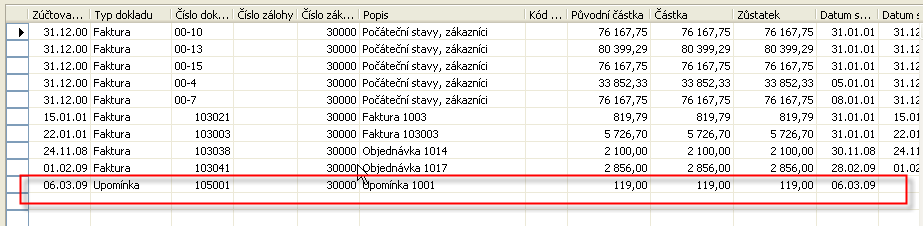 Zúčtova... Typ dokladu Číslo dok... Číslo zálohy Číslo zák... Popis Kód ... Původní částka Částka Zůstatek Datum s... Datum s
31.12.00 Faktura 00-10 30000 Počáteční stavy, zákazníci 76 167,75 76 167,75 76 167,75 31.01.01 31.12
31.12.00 Faktura 00-13 30000 Počáteční stavy, zákazníci 80 399,29 80 399,29 80 399,29 31.01.01 31.12
31.12.00 Faktura 00-15 30000 Počáteční stavy, zákazníci 76 167,75 76 167,75 76 167,75 31.01.01 31.12
31.12.00 Faktura 00-4 30000 Počáteční stavy, zákazníci 33 852,33 33 852,33 33 852,33 05.01.01 31.12
31.12.00 Faktura 00-7 30000 Počáteční stavy, zákazníci 76 167,75 76 167,75 76 167,75 08.01.01 31.12
15.01.01 Faktura 103021 30000 Faktura 1003 819,79 819,79 819,79 31.01.01 15.01
22.01.01 Faktura 103003 30000 Faktura 103003 5 726,70 5 726,70 5 726,70 31.01.01 22.01
24.11.08 Faktura 103038 30000 Objednávka 1014 2 100,00 2 100,00 2 100,00 30.11.08 24.11
01.02.09 Faktura 103041 30000 Objednávka 1017 2 856,00 2 856,00 2 856,00 28.02.09 01.02
06.03.09 Upomínka 105001 30000 Upomínka 1001 119,00 119,00 119,00 06.03.09